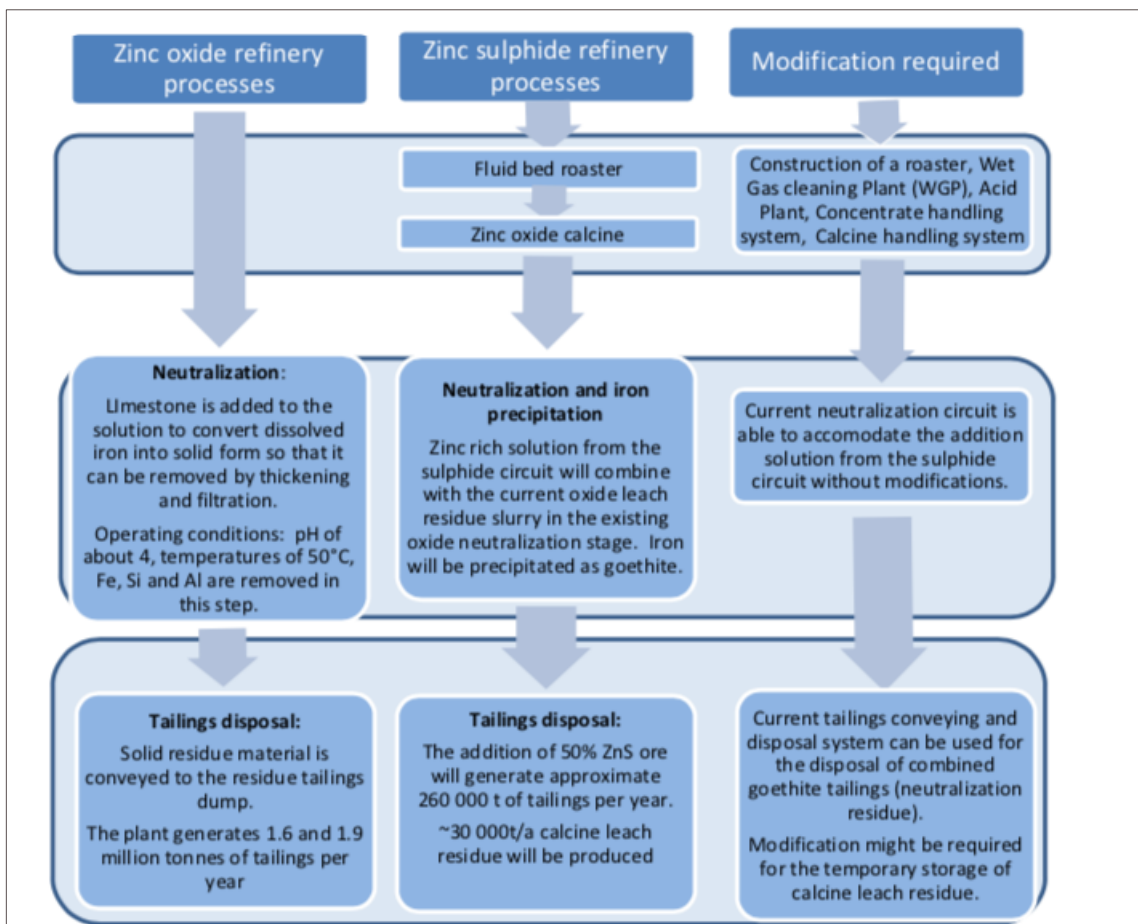 Zinc oxide refinery
processes
Zinc sulphide refinery
processes
Modification required
Fluid bed roaster
Zinc oxide calcine
Construction of a roaster, Wet
Gas cleaning Plant (WGP), Acid
Plant, Concentrate handling
system, Calcine handling system
Neutralization:
LImestone is added to the
solution to convert dissolved
iron into solid form so that it
can be removed by thickening
and filtration.
Operating conditions: pH of
about 4, temperatures of 50°C,
Fe, Si and Al are removed in
this step.
Neutralization and iron
precipitation
Zinc rich solution from the
sulphide circuit will combine
with the current oxide leach
residue slurry in the existing
oxide neutralization stage. Iron
will be precipitated as goethite.
Current neutralization circuit is
able to accomodate the addition
solution from the sulphide
circuit without modifications.
Tailings disposal:
Solid residue material is
conveyed to the residue tailings
dump.
The plant generates 1.6 and 1.9
million tonnes of tailings per
year
Tailings disposal:
The addition of 50% ZnS ore
will generate approximate
260 000 t of tailings per year.
~30 000t/a calcine leach
residue will be produced
Current tailings conveying and
disposal system can be used for
the disposal of combined
goethite tailings (neutralization
residue).
Modification might be required
for the temporary storage of
calcine leach residue.